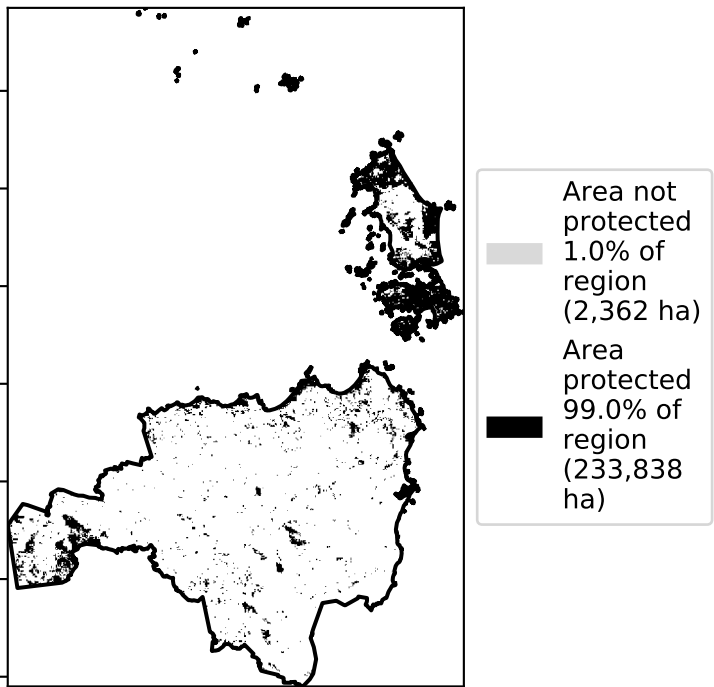 Area not
protected
1.0% of
region
(2,362 ha)
Area
protected
99.0% of
region
(233,838
ha)